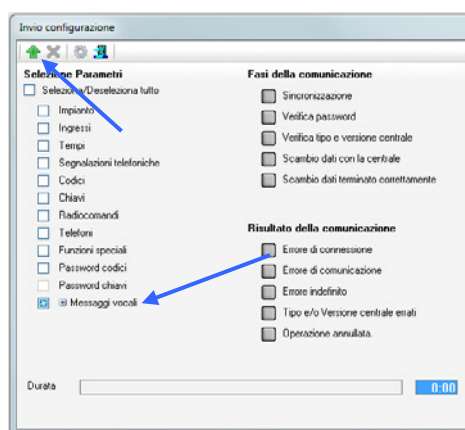 Invio configurazione
Selezione Parametri
Seleziona/Deseleziona tutto
Impianto
Ingressi
Tempi
Segnalazioni telefoniche
Codici
Chiavi
Radiocomandi
Telefoni
Funzioni speciali
Password codici
Password chiavi
Messaggi vocali
Fasi della comunicazione
Sincronizzazione
Verifica password
Verifica tipo e versione centrale
Scambio dati con la centrale
Scambio dati terminato correttamente
Risultato della comunicazione
Errore di connessione
Errore di comunicazione
Errore indefinito
Tipo e/o Versione centrale errati
Operazione annullata.
Durata
0:00